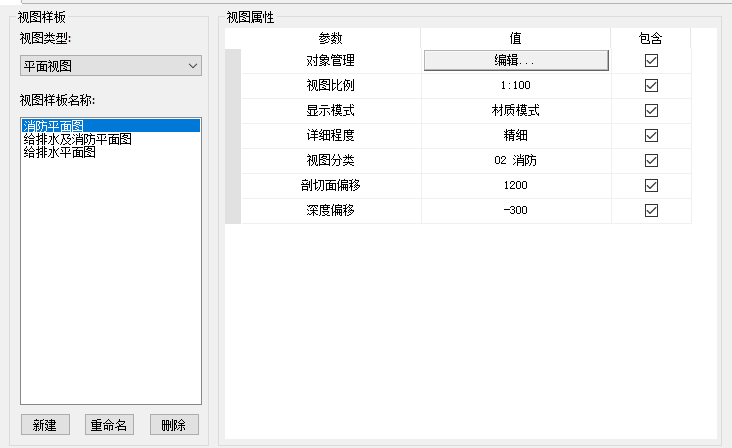 视图样板
视图类型:
平面视图
视图样板名称:
消防平面图
给排水及消防平面图
给排水平面图
新建 重命名 删除
视图属性
参数 值 包含
对象管理 编辑...
视图比例 1:100
显示模式 材质模式
详细程度 精细
视图分类 02 消防
剖切面偏移 1200
深度偏移 -300